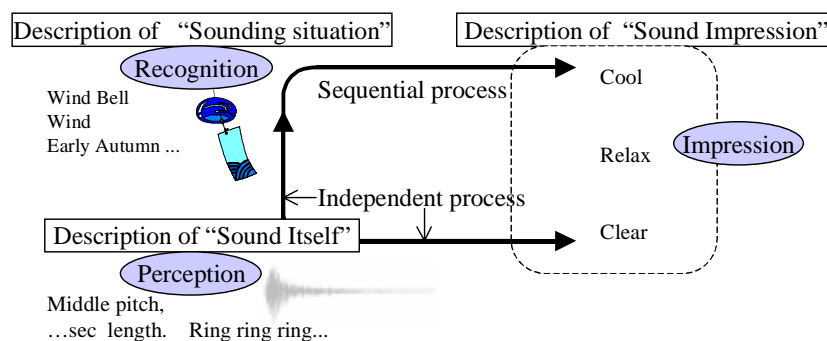 Description of “Sounding situation”
Description of “Sound Impression”
Recognition
Wind Bell
Wind
Early Autumn ...
Sequential process
Cool
Relax
Impression
Independent process
Clear
Description of “Sound Itself”
Perception
Middle pitch,
…sec length. Ring ring ring...